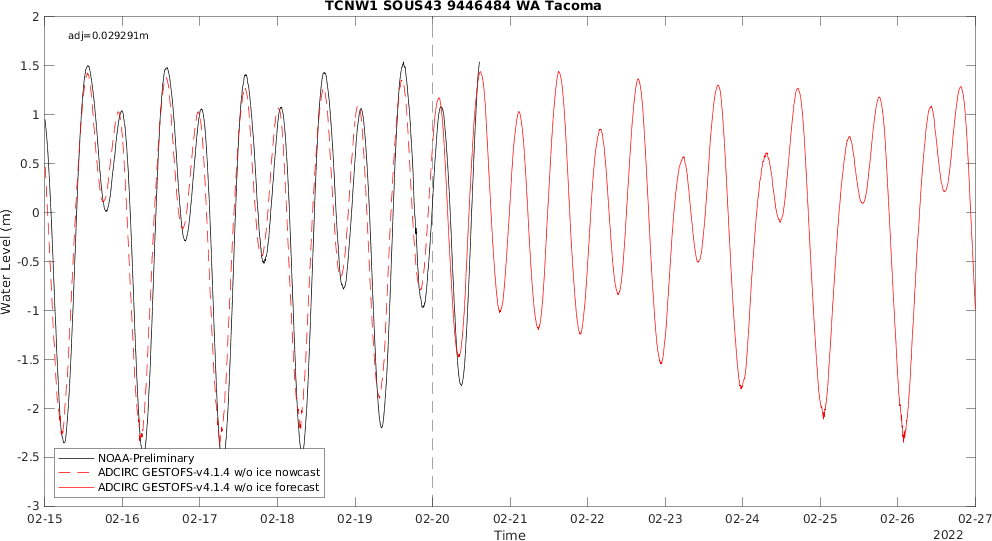 TCNW1 SOUS43 9446484 WA Tacoma
adj=0.029291m
2
1.5
1
0.5
0
-0.5
-1
-1.5
-2
-2.5
-3
Water Level (m)
NOAA-Preliminary
ADCIRC GESTOFS-v4.1.4 w/o ice nowcast
ADCIRC GESTOFS-v4.1.4 w/o ice forecast
02-15 02-16 02-17 02-18 02-19 02-20 02-21 02-22 02-23 02-24 02-25 02-26 02-27
Time
2022